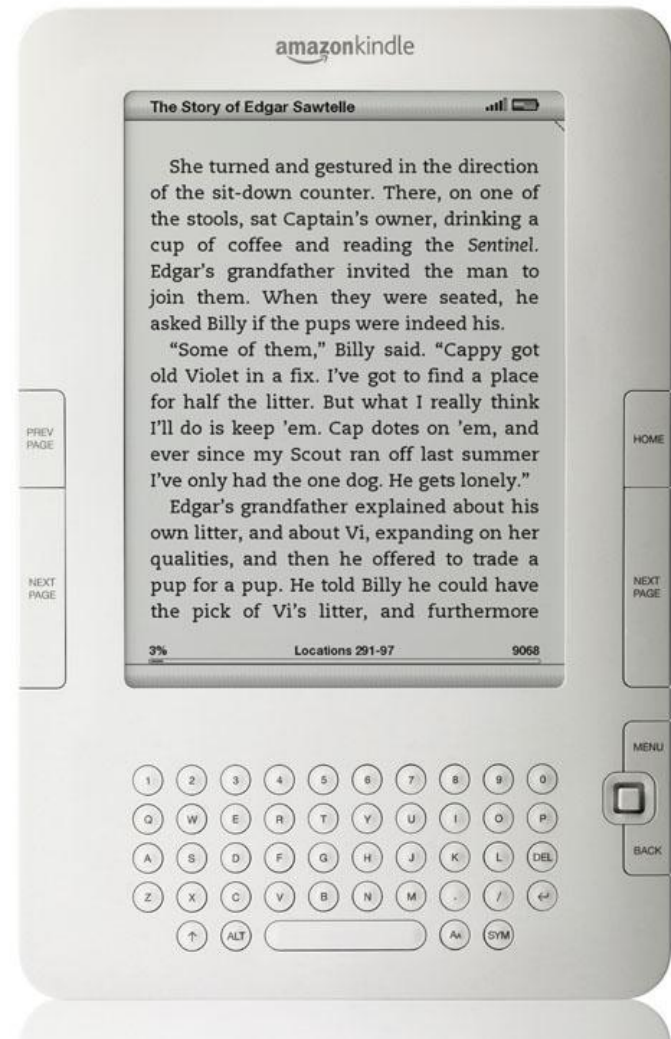 amazonkindle
The Story of Edgar Sawtelle
She turned and gestured in the direction
of the sit-down counter. There, on one of
the stools, sat Captain's owner, drinking a
cup of coffee and reading the Sentinel.
Edgar's grandfather invited the man to
join them. When they were seated, he
asked Billy if the pups were indeed his.
“Some of them,” Billy said. “Cappy got
old Violet in a fix. I've got to find a place
for half the litter. But what I really think
I'll do is keep 'em. Cap dotes on 'em, and
ever since my Scout ran off last summer
I've only had the one dog. He gets lonely.”
Edgar's grandfather explained about his
own litter, and about Vi, expanding on her
qualities, and then he offered to trade a
pup for a pup. He told Billy he could have
the pick of Vi's litter, and furthermore
3% Locations 291-97 9068
PREV
PAGE
NEXT
PAGE
HOME
NEXT
PAGE
MENU
BACK
1 2 3 4 5 6 7 8 9 0
Q W E R T Y U I O P
A S D F G H J K L DEL
Z X C V B N M . / ↵
↑ ALT AA SYM